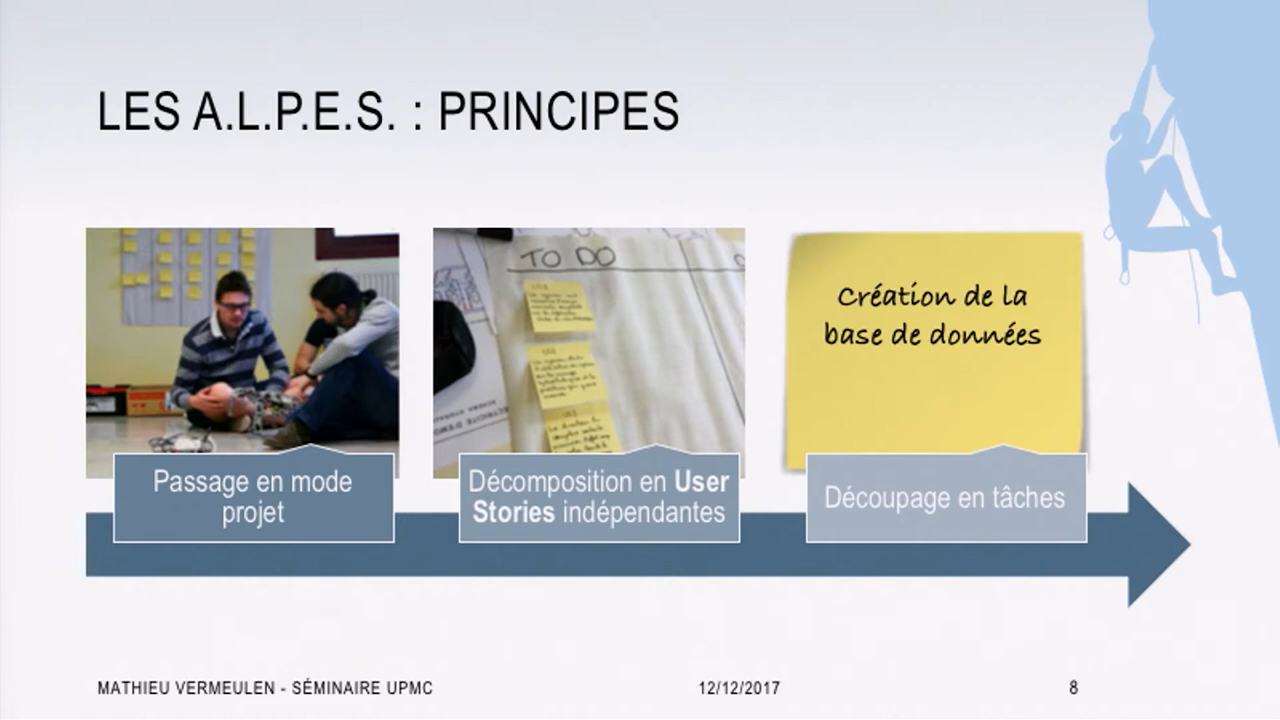 LES A.L.P.E.S. : PRINCIPES
TO DO
Création de la
base de données
Passage en mode
projet
Décomposition en User
Stories indépendantes
Découpage en tâches
MATHIEU VERMEULEN - SÉMINAIRE UPMC
12/12/2017
8